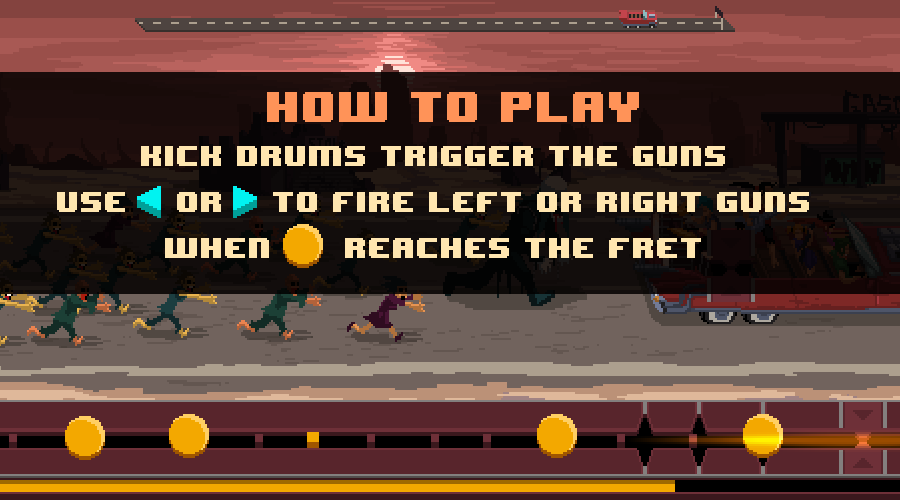 HOW TO PLAY
KICK DRUMS TRIGGER THE GUNS
USE OR TO FIRE LEFT OR RIGHT GUNS
WHEN REACHES THE FRET